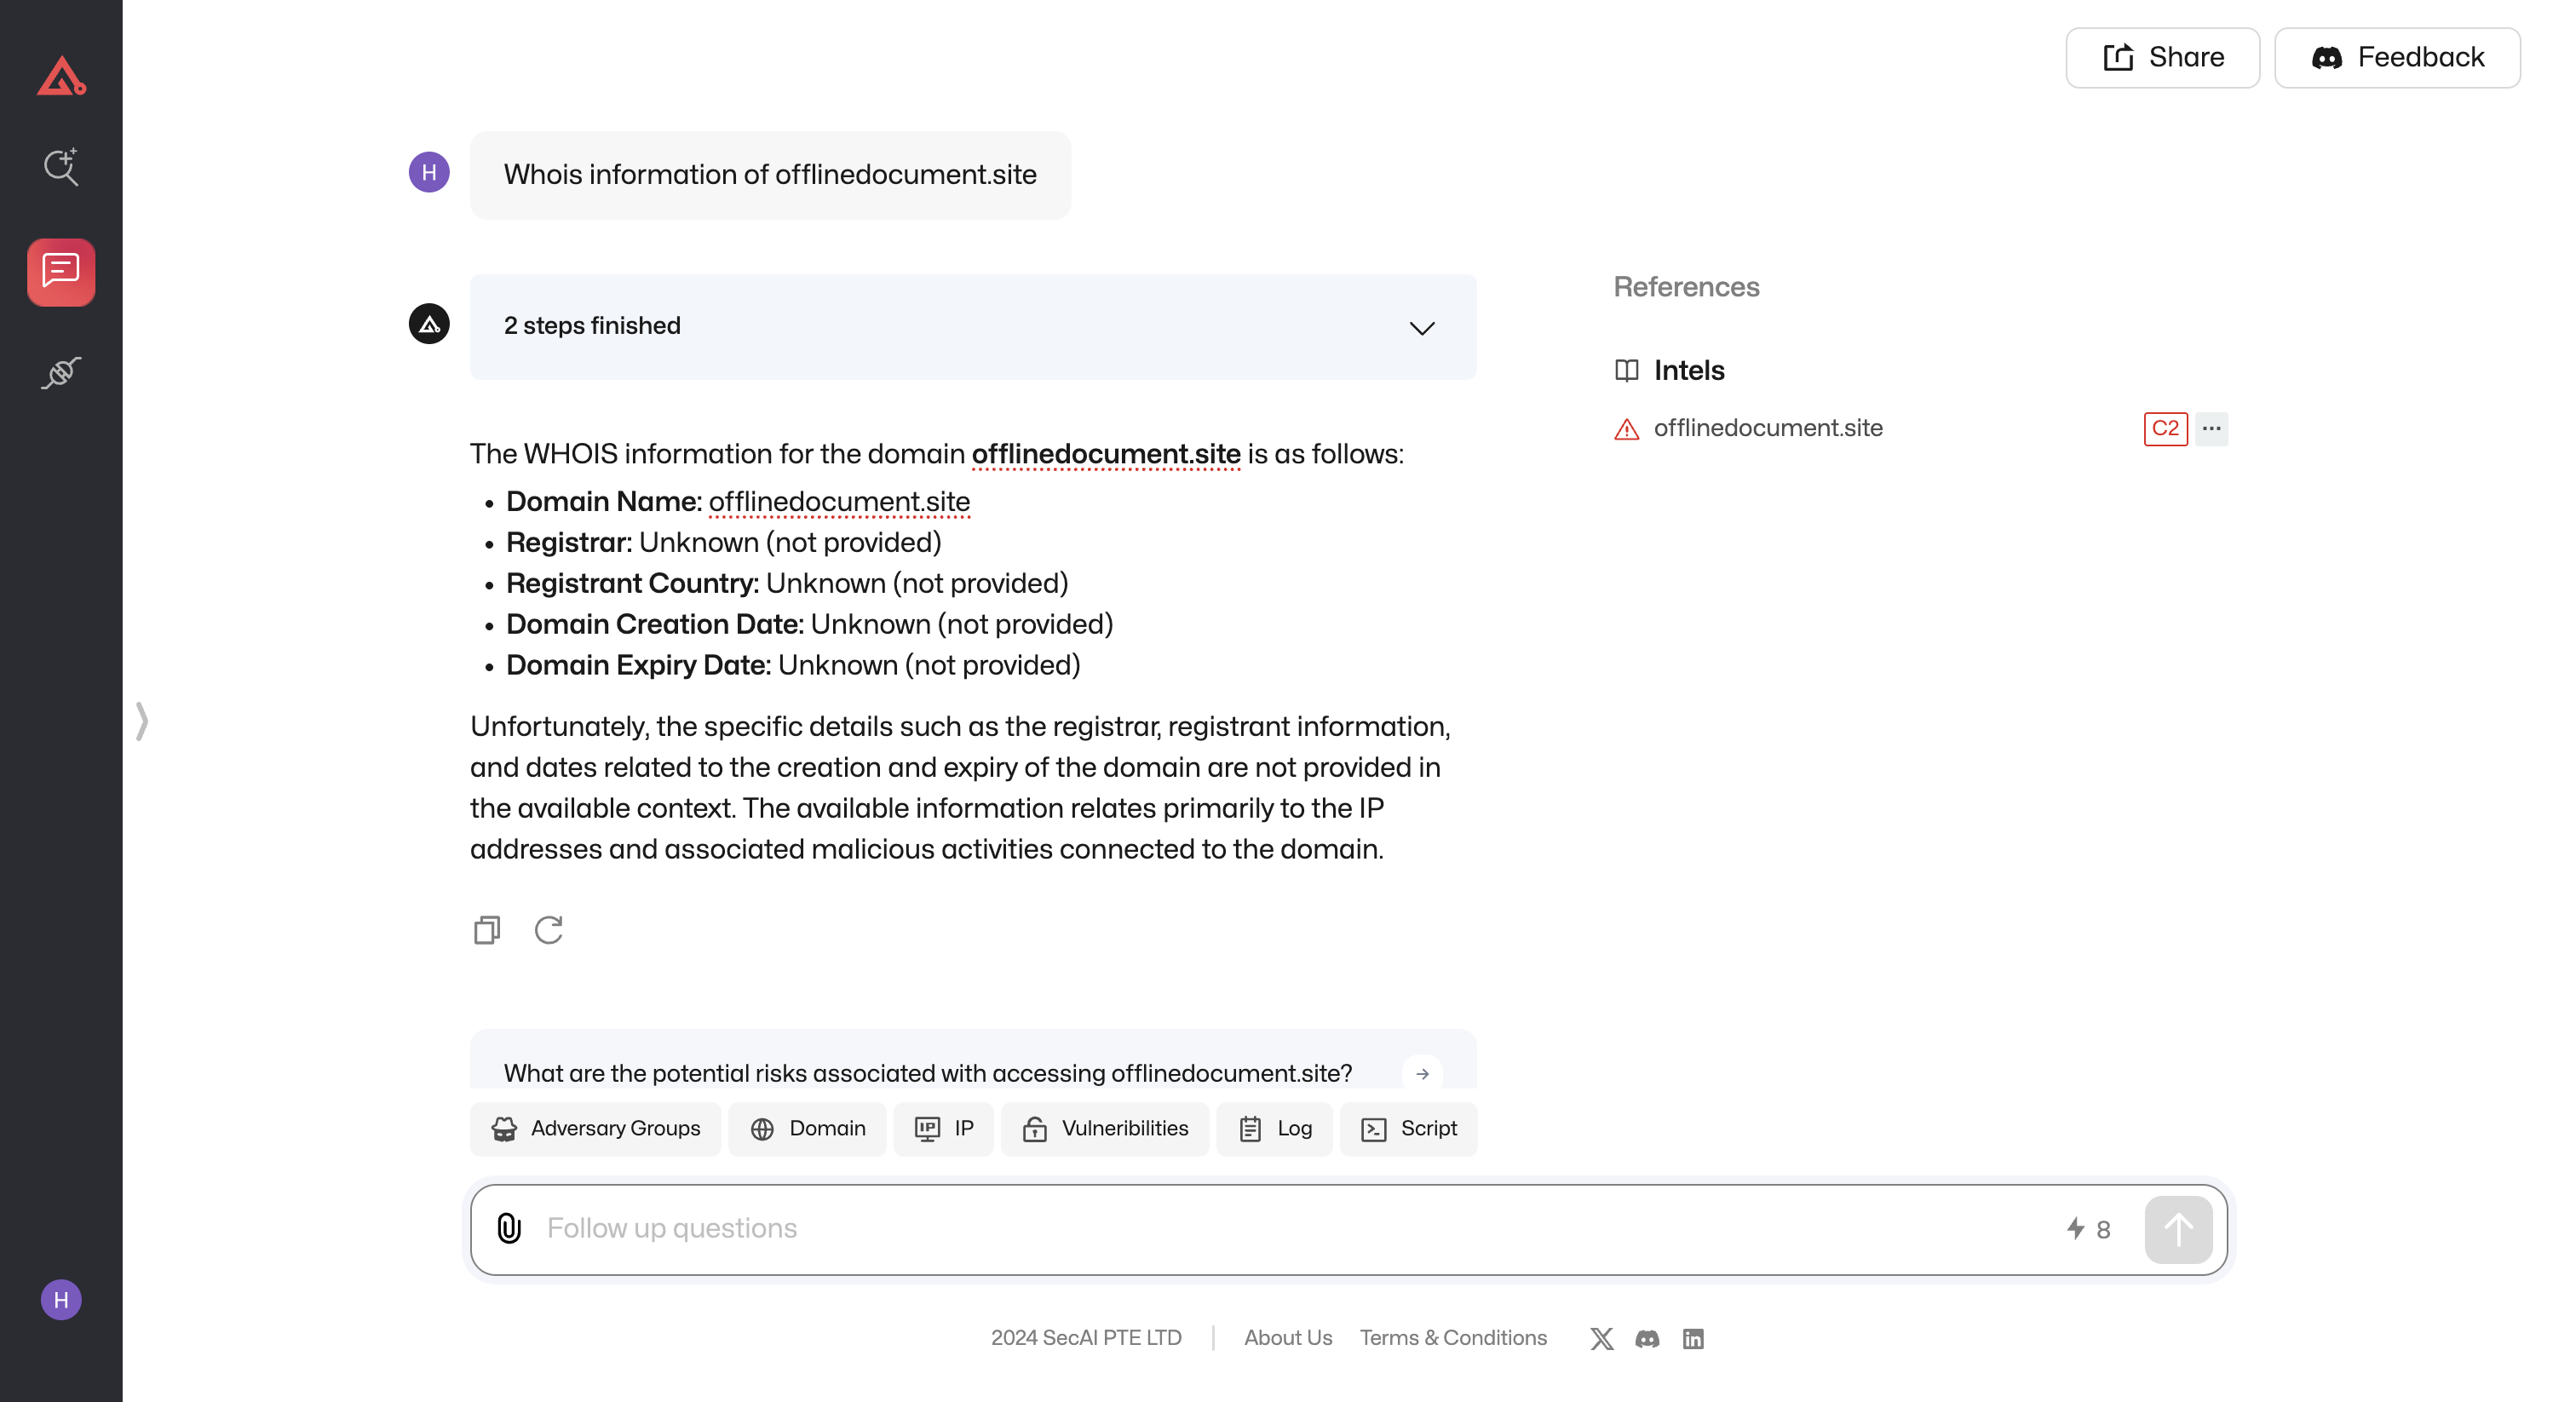 Share
Feedback
H
Whois information of offlinedocument.site
2 steps finished
References
Intels
offlinedocument.site
C2
...
The WHOIS information for the domain offlinedocument.site is as follows:
• Domain Name: offlinedocument.site
• Registrar: Unknown (not provided)
• Registrant Country: Unknown (not provided)
• Domain Creation Date: Unknown (not provided)
• Domain Expiry Date: Unknown (not provided)
Unfortunately, the specific details such as the registrar, registrant information,
and dates related to the creation and expiry of the domain are not provided in
the available context. The available information relates primarily to the IP
addresses and associated malicious activities connected to the domain.
What are the potential risks associated with accessing offlinedocument.site?
Adversary Groups
Domain
IP
IP
Vulneribilities
Log
Script
Follow up questions
8
H
2024 SecAI PTE LTD
About Us
Terms & Conditions